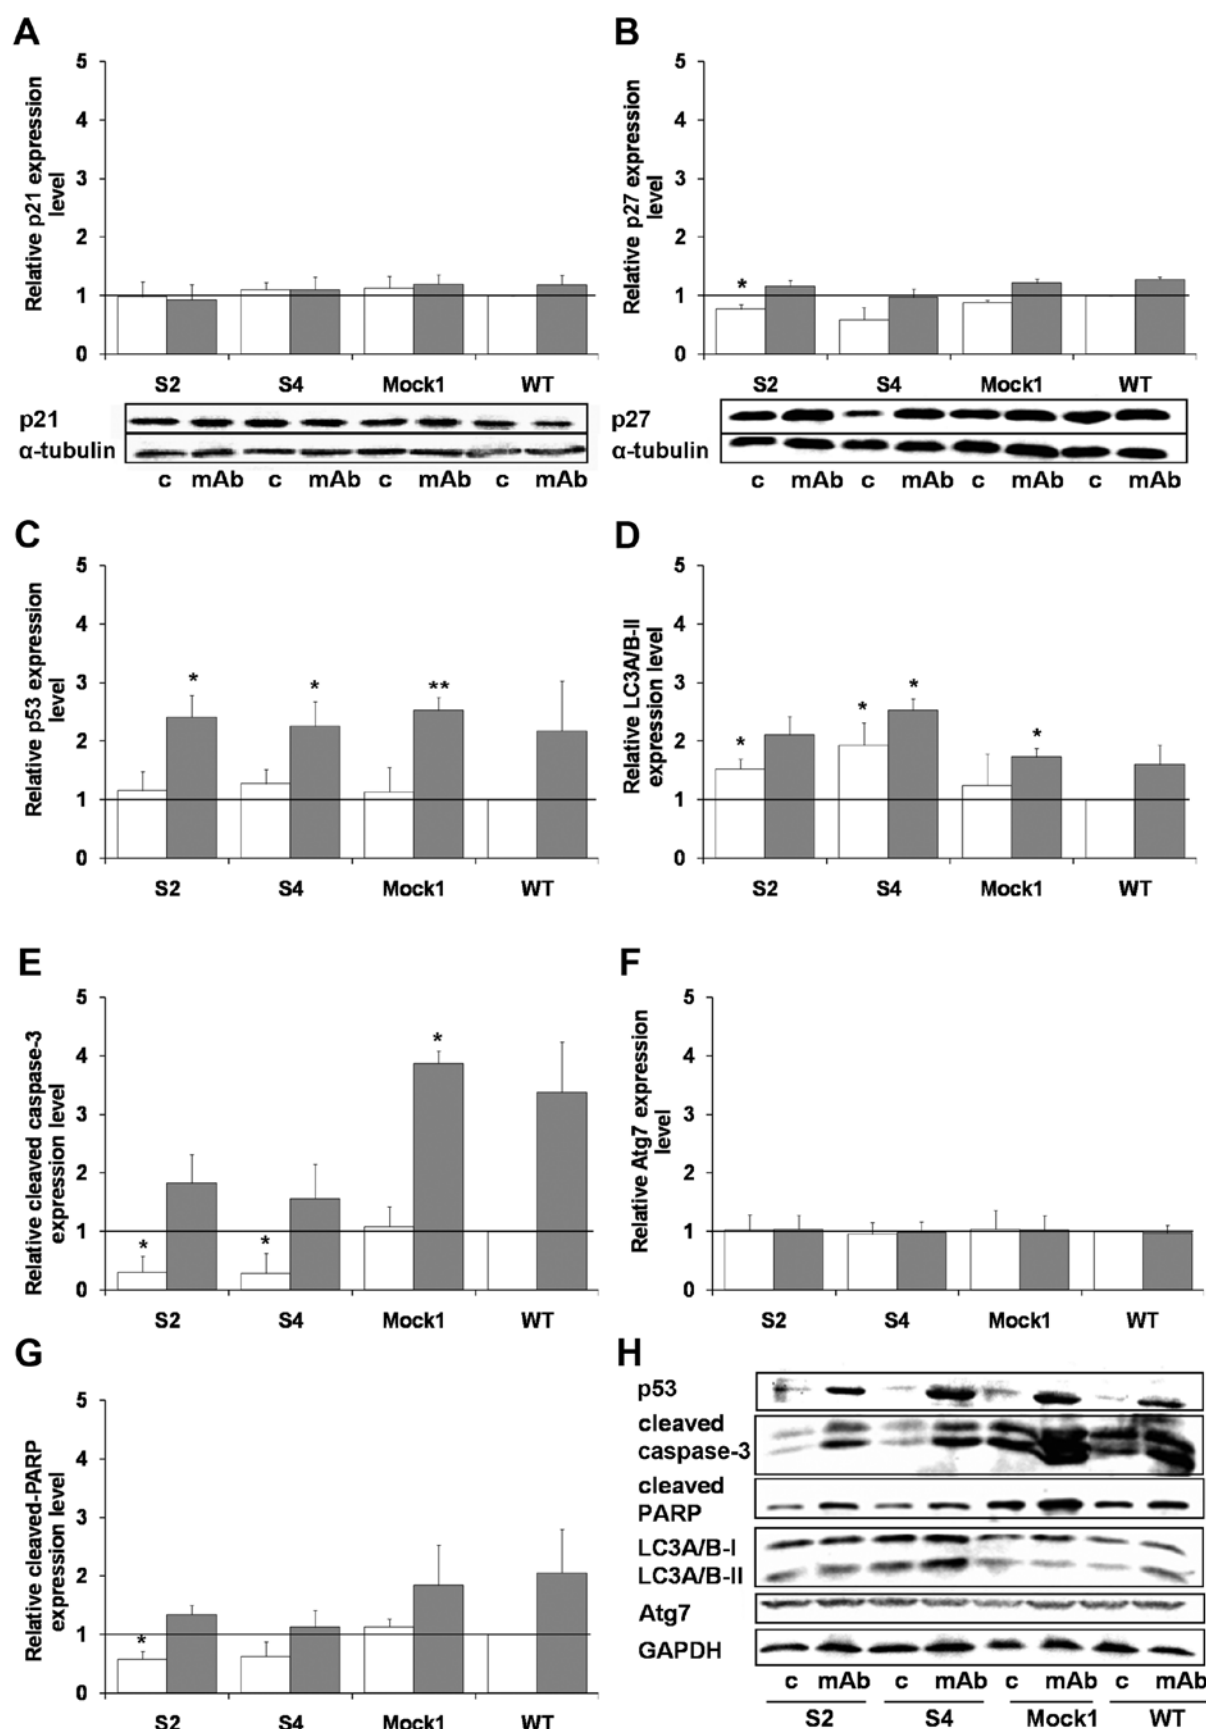 A
Relative p21 expression
level
5
4
3
2
1
0
S2 S4 Mock1 WT
p21
α-tubulin
c mAb c mAb c mAb c mAb
B
Relative p27 expression
level
5
4
3
2
1
0
*
S2 S4 Mock1 WT
p27
α-tubulin
c mAb c mAb c mAb c mAb
C
Relative p53 expression
level
5
4
3
2
1
0
* * **
S2 S4 Mock1 WT
D
Relative LC3A/B-II
expression level
5
4
3
2
1
0
* * * *
S2 S4 Mock1 WT
E
Relative cleaved caspase-3
expression level
5
4
3
2
1
0
* * *
S2 S4 Mock1 WT
F
Relative Atg7 expression
level
5
4
3
2
1
0
S2 S4 Mock1 WT
G
Relative cleaved-PARP
expression level
5
4
3
2
1
0
*
S2 S4 Mock1 WT
H
p53
cleaved
caspase-3
cleaved
PARP
LC3A/B-I
LC3A/B-II
Atg7
GAPDH
c mAb c mAb c mAb c mAb
S2 S4 Mock1 WT